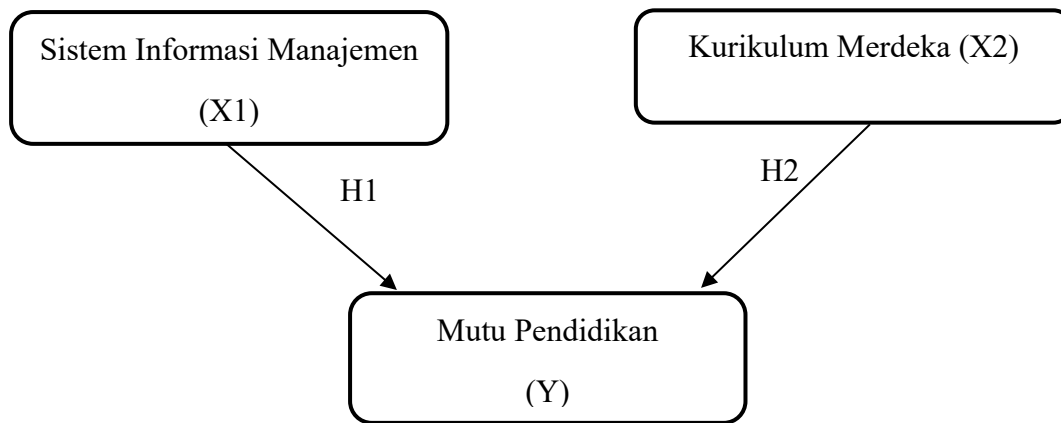 Sistem Informasi Manajemen
(X1)
Kurikulum Merdeka (X2)
H1
H2
Mutu Pendidikan
(Y)